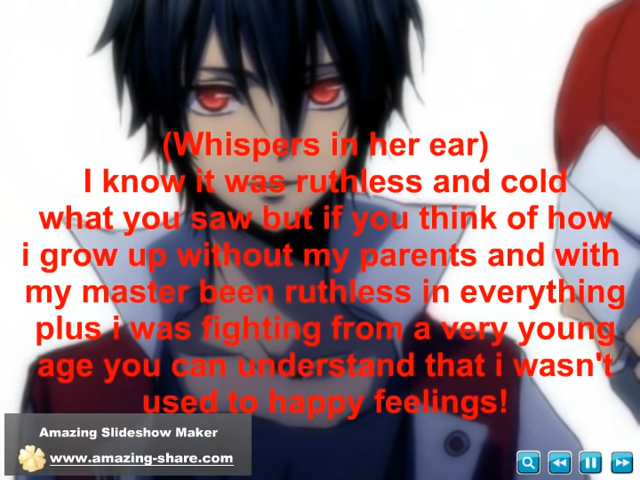 (Whispers in her ear)
I know it was ruthless and cold
what you saw but if you think of how
i grow up without my parents and with
my master been ruthless in everything
plus i was fighting from a very young
age you can understand that i wasn't
used to happy feelings!
Amazing Slideshow Maker
www.amazing-share.com